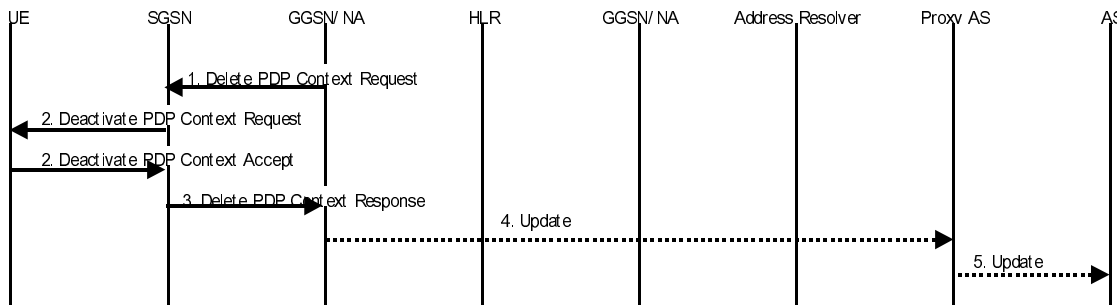 UE SGSN GGSN/NA HLR GGSN/NA Address Resolver Proxy AS AS
1. Delete PDP Context Request
2. Deactivate PDP Context Request
2. Deactivate PDP Context Accept
3. Delete PDP Context Response
4. Update
5. Update